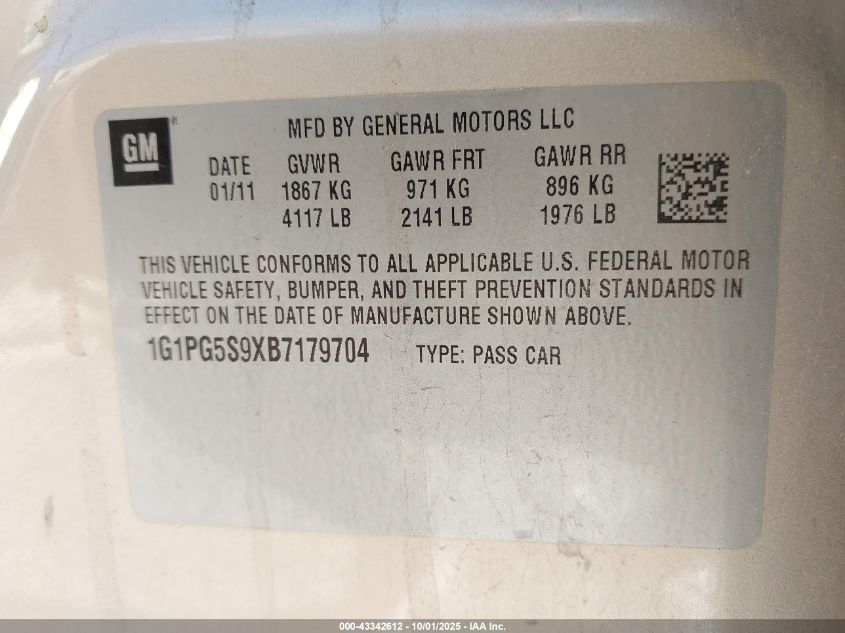 GM ®
MFD BY GENERAL MOTORS LLC
DATE GVWR GAWR FRT GAWR RR
01/11 1867 KG 971 KG 896 KG
4117 LB 2141 LB 1976 LB
THIS VEHICLE CONFORMS TO ALL APPLICABLE U.S. FEDERAL MOTOR
VEHICLE SAFETY, BUMPER, AND THEFT PREVENTION STANDARDS IN
EFFECT ON THE DATE OF MANUFACTURE SHOWN ABOVE.
1G1PG5S9XB7179704 TYPE: PASS CAR
000-43342612 - 10/01/2025 - IAA Inc.